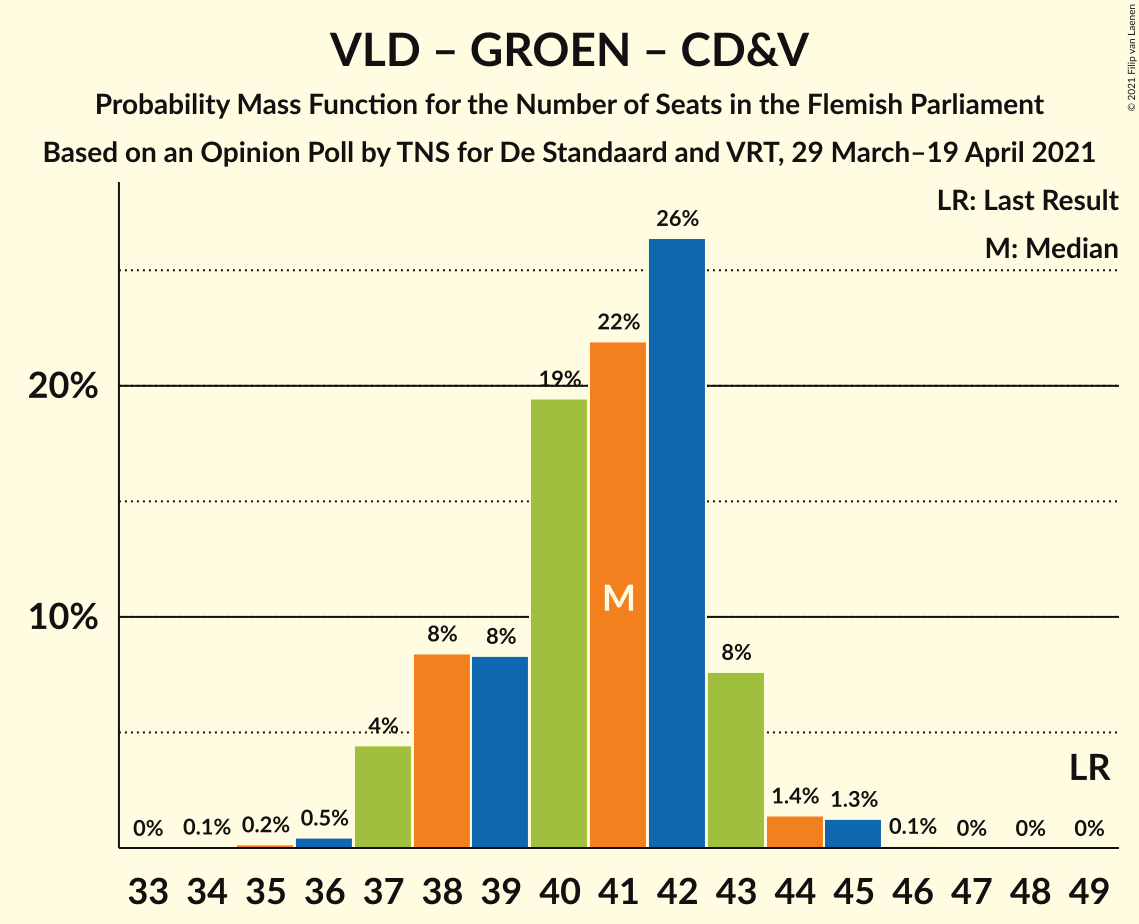 VLD – GROEN – CD&V
Probability Mass Function for the Number of Seats in the Flemish Parliament
Based on an Opinion Poll by TNS for De Standaard and VRT, 29 March–19 April 2021
© 2021 Filip van Laenen
LR: Last Result
M: Median
20%
10%
0% 0.1% 0.2% 0.5% 4% 8% 8% 19% 22% 26% 8% 1.4% 1.3% 0.1% 0% 0% 0%
M
LR
33 34 35 36 37 38 39 40 41 42 43 44 45 46 47 48 49